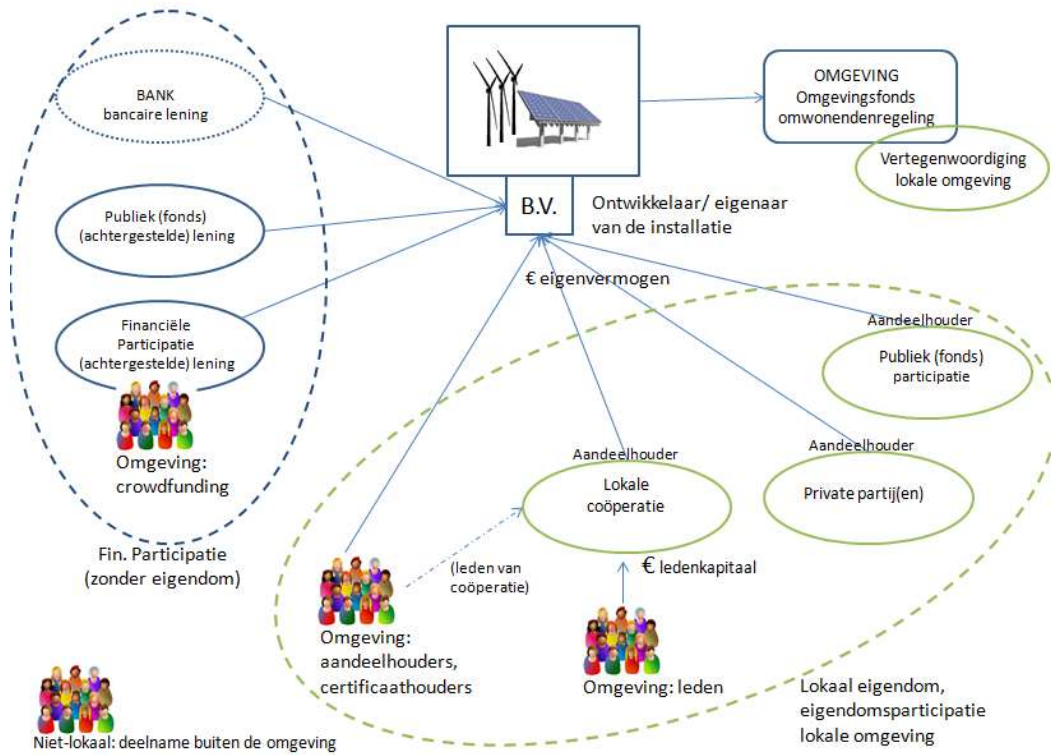 BANK
bancaire lening
OMGEVING
Omgevingsfonds
omwonendenregeling
Vertegenwoordiging
lokale omgeving
Publiek (fonds)
(achtergestelde) lening
B.V.
Ontwikkelaar/ eigenaar
van de installatie
€ eigenvermogen
Financiële
Participatie
(achtergestelde) lening
Omgeving:
crowdfunding
Fin. Participatie
(zonder eigendom)
Aandeelhouder
Publiek (fonds)
participatie
Aandeelhouder
Private partij(en)
Aandeelhouder
Lokale
coöperatie
(leden van
coöperatie)
€ ledenkapitaal
Omgeving:
aandeelhouders,
certificaathouders
Omgeving: leden
Lokaal eigendom,
eigendomsparticipatie
lokale omgeving
Niet-lokaal: deelname buiten de omgeving